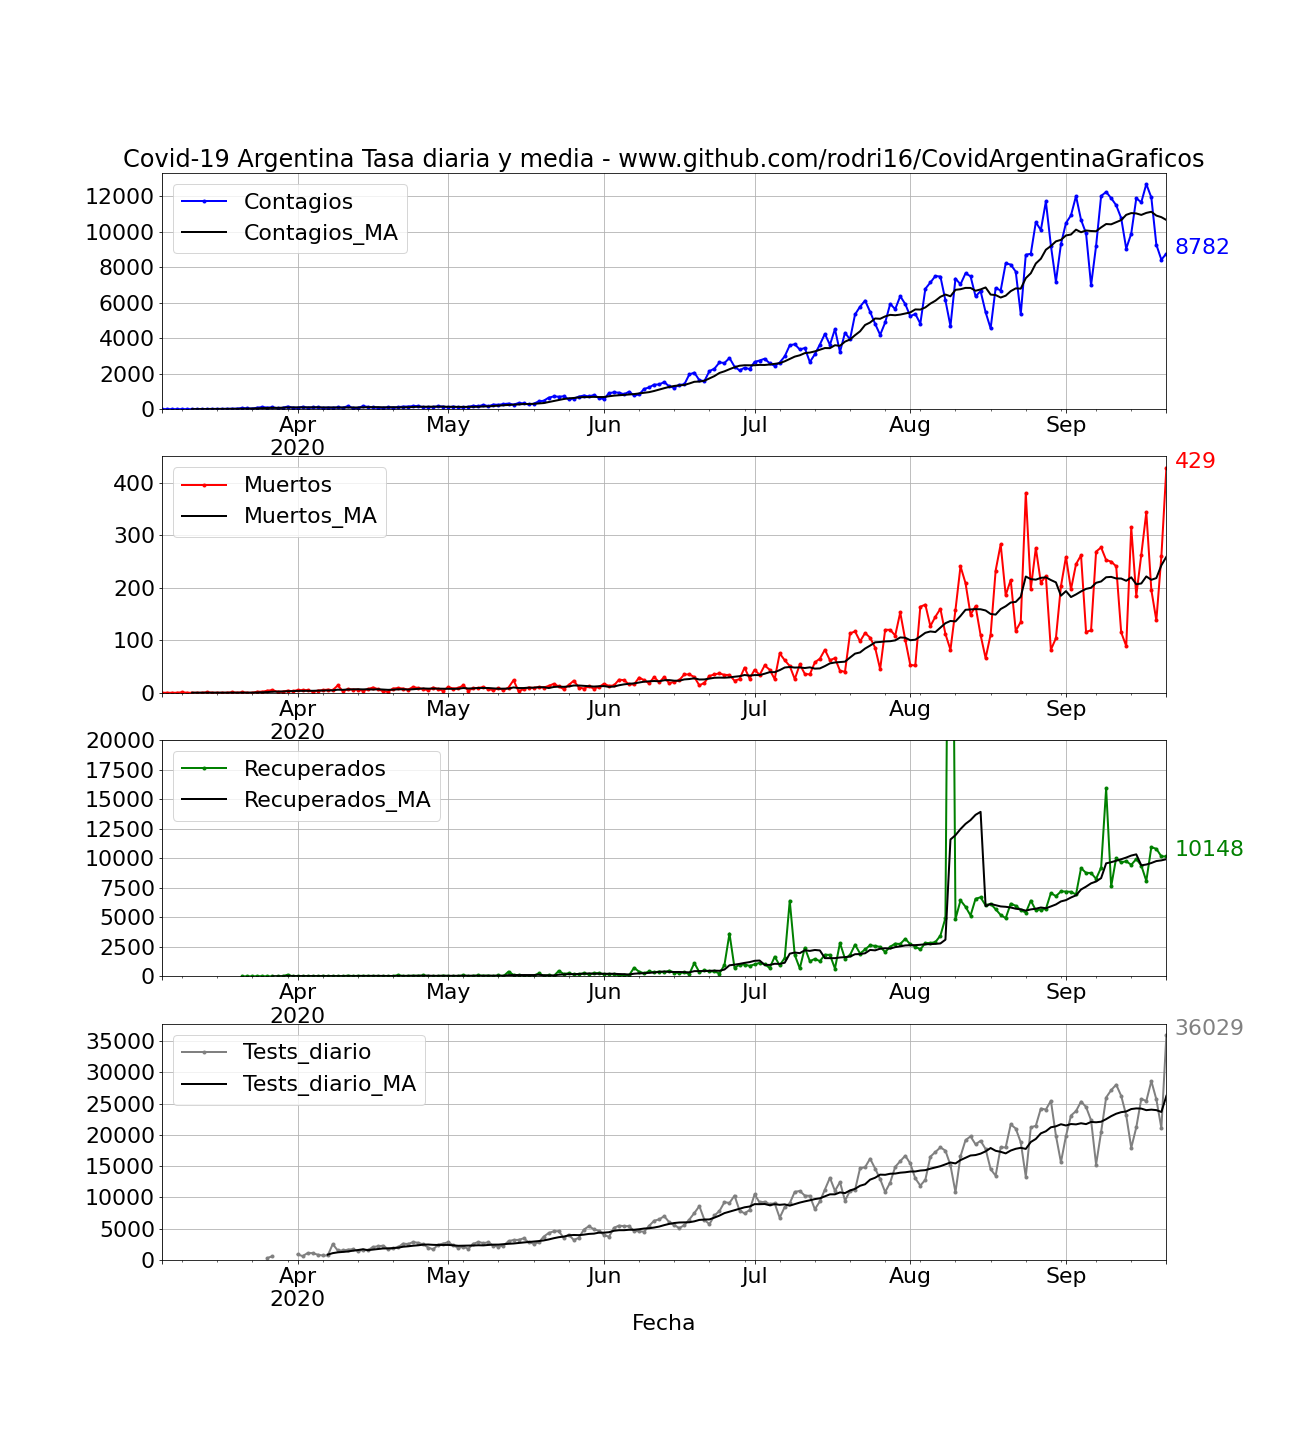 Covid-19 Argentina Tasa diaria y media - www.github.com/rodri16/CovidArgentinaGraficos
Contagios
Contagios_MA
12000
10000
8000
6000
4000
2000
0
8782
Apr May Jun Jul Aug Sep
2020
Muertos
Muertos_MA
400
300
200
100
0
429
Apr May Jun Jul Aug Sep
2020
Recuperados
Recuperados_MA
20000
17500
15000
12500
10000
7500
5000
2500
0
10148
Apr May Jun Jul Aug Sep
2020
Tests_diario
Tests_diario_MA
35000
30000
25000
20000
15000
10000
5000
0
36029
Apr May Jun Jul Aug Sep
2020
Fecha